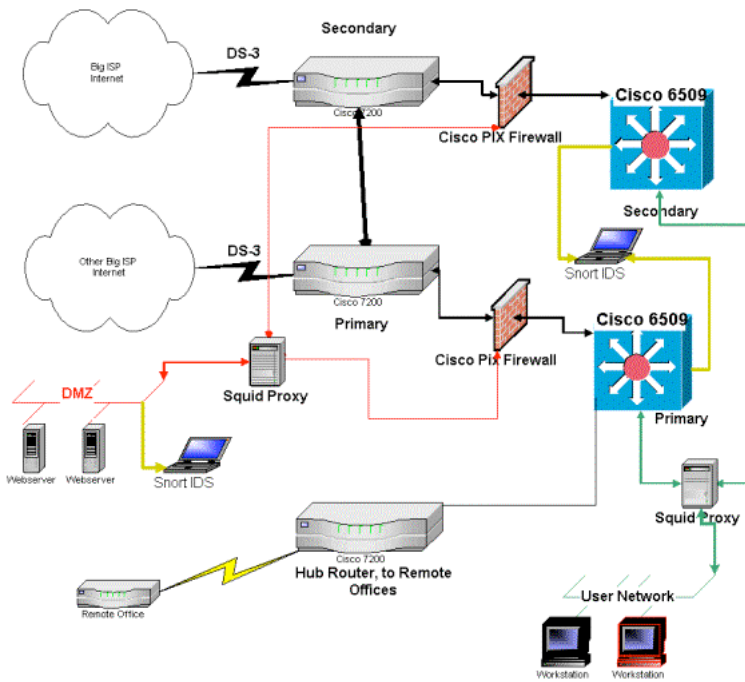 Secondary
Big ISP
Internet
DS-3
Cisco 7200
Cisco PIX Firewall
Cisco 6509
Secondary
Other Big ISP
Internet
DS-3
Cisco 7200
Primary
Snort IDS
Cisco Pix Firewall
Cisco 6509
Primary
Squid Proxy
DMZ
Webserver
Webserver
Snort IDS
Squid Proxy
Cisco 7200
Hub Router, to Remote
Offices
Remote Office
User Network
Workstation
Workstation